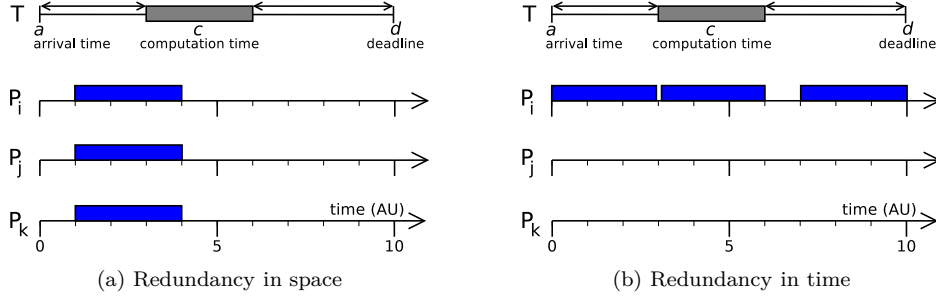 T
a c d
arrival time computation time deadline
P_i
P_j
P_k time (AU)
0 5 10
(a) Redundancy in space
T
a c d
arrival time computation time deadline
P_i
P_j
P_k time (AU)
0 5 10
(b) Redundancy in time